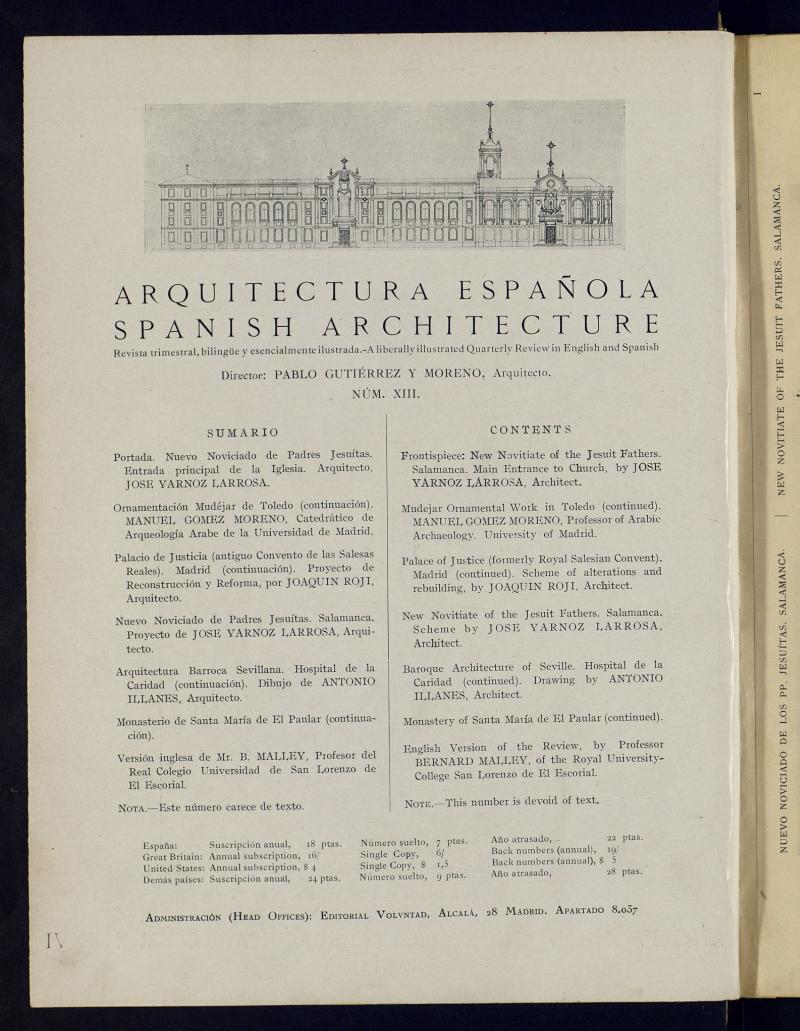 ARQUITECTURA ESPAÑOLA
SPANISH ARCHITECTURE
Revista trimestral, bilingüe y esencialmente ilustrada.-A liberally illustrated Quarterly Review in English and Spanish
Director: PABLO GUTIÉRREZ Y MORENO, Arquitecto.
NÚM. XIII.
SUMARIO
Portada. Nuevo Noviciado de Padres Jesuítas.
Entrada principal de la Iglesia. Arquitecto,
JOSE YARNOZ LARROSA.
Ornamentación Mudéjar de Toledo (continuación).
MANUEL GOMEZ MORENO, Catedrático de
Arqueología Arabe de la Universidad de Madrid.
Palacio de Justicia (antiguo Convento de las Salesas
Reales). Madrid (continuación). Proyecto de
Reconstrucción y Reforma, por JOAQUIN ROJI,
Arquitecto.
Nuevo Noviciado de Padres Jesuítas. Salamanca.
Proyecto de JOSE YARNOZ LARROSA, Arqui-
tecto.
Arquitectura Barroca Sevillana. Hospital de la
Caridad (continuación). Dibujo de ANTONIO
ILLANES, Arquitecto.
Monasterio de Santa María de El Paular (continua-
ción).
Versión inglesa de Mr. B. MALLEY, Profesor del
Real Colegio Universidad de San Lorenzo de
El Escorial.
NOTA.—Este número carece de texto.
CONTENTS
Frontispiece: New Novitiate of the Jesuit Fathers.
Salamanca. Main Entrance to Church, by JOSE
YARNOZ LARROSA, Architect.
Mudejar Ornamental Work in Toledo (continued).
MANUEL GOMEZ MORENO, Professor of Arabic
Archaeology. University of Madrid.
Palace of Justice (formerly Royal Salesian Convent).
Madrid (continued). Scheme of alterations and
rebuilding, by JOAQUIN ROJI, Architect.
New Novitiate of the Jesuit Fathers. Salamanca.
Scheme by JOSE YARNOZ LARROSA,
Architect.
Baroque Architecture of Seville. Hospital de la
Caridad (continued). Drawing by ANTONIO
ILLANES, Architect.
Monastery of Santa María de El Paular (continued).
English Version of the Review, by Professor
BERNARD MALLEY, of the Royal University-
College San Lorenzo de El Escorial.
NOTE.—This number is devoid of text.
España: Suscripción anual, 18 ptas. Número suelto, 7 ptas. Año atrasado, 22 ptas.
Great Britain: Annual subscription, 16/ Single Copy, 6/ Back numbers (annual), 19/
United States: Annual subscription, $ 4 Single Copy, $ 1,5 Back numbers (annual), $ 5
Demás países: Suscripción anual, 24 ptas. Número suelto, 9 ptas. Año atrasado, 28 ptas.
ADMINISTRACIÓN (HEAD OFFICES): EDITORIAL VOLVNTAD, ALCALÁ, 28 MADRID. APARTADO 8.037
I
NUEVO NOVICIADO DE LOS PP. JESUÍTAS. SALAMANCA. | NEW NOVITIATE OF THE JESUIT FATHERS. SALAMANCA.